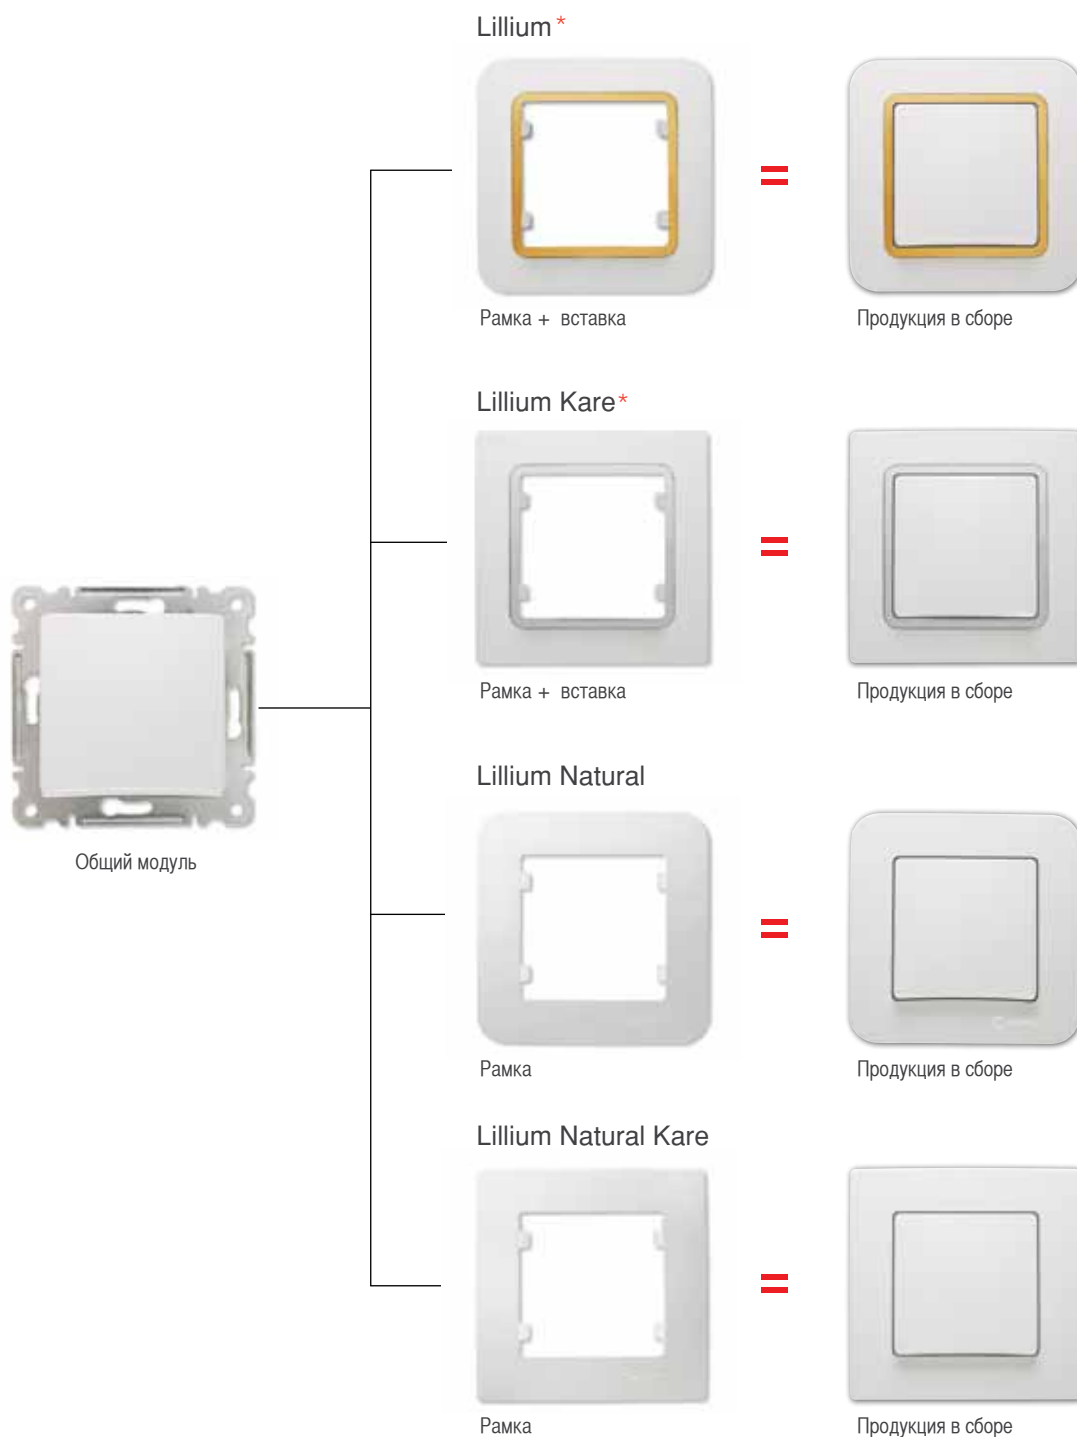 Lillium *
Рамка + вставка
Продукция в сборе
Lillium Kare *
Рамка + вставка
Продукция в сборе
Общий модуль
Lillium Natural
Рамка
Продукция в сборе
Lillium Natural Kare
Рамка
Продукция в сборе